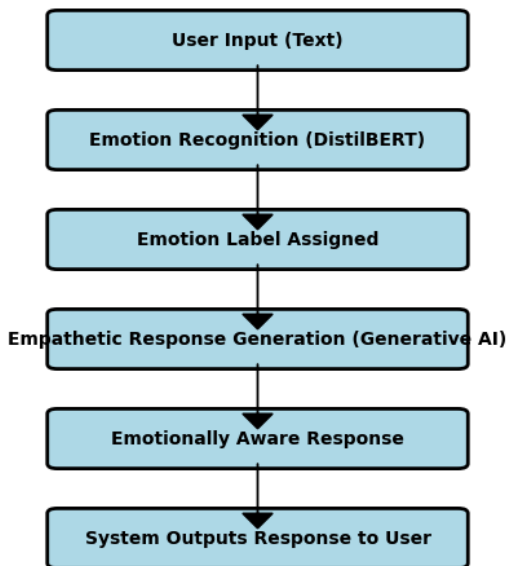 User Input (Text)
Emotion Recognition (DistilBERT)
Emotion Label Assigned
Empathetic Response Generation (Generative AI)
Emotionally Aware Response
System Outputs Response to User